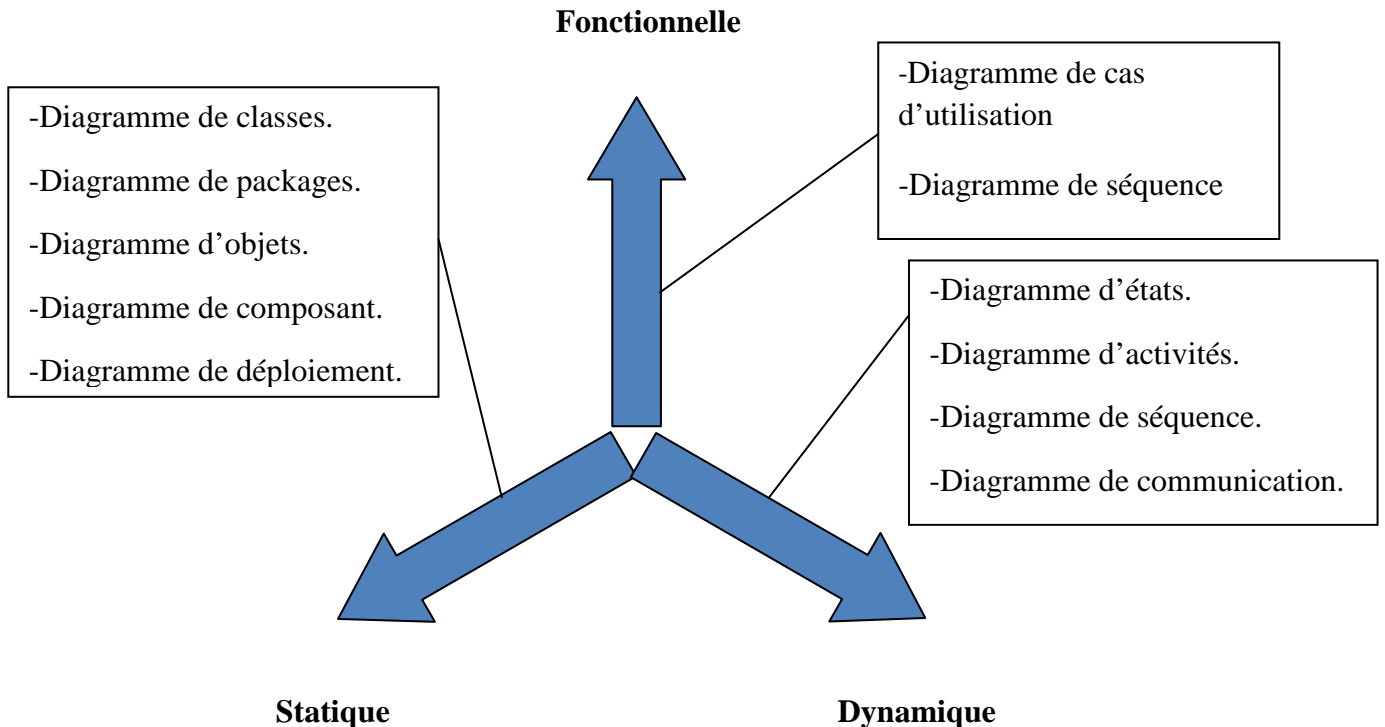 Fonctionnelle
-Diagramme de classes.
-Diagramme de packages.
-Diagramme d’objets.
-Diagramme de composant.
-Diagramme de déploiement.
-Diagramme de cas
d’utilisation
-Diagramme de séquence
-Diagramme d’états.
-Diagramme d’activités.
-Diagramme de séquence.
-Diagramme de communication.
Statique
Dynamique